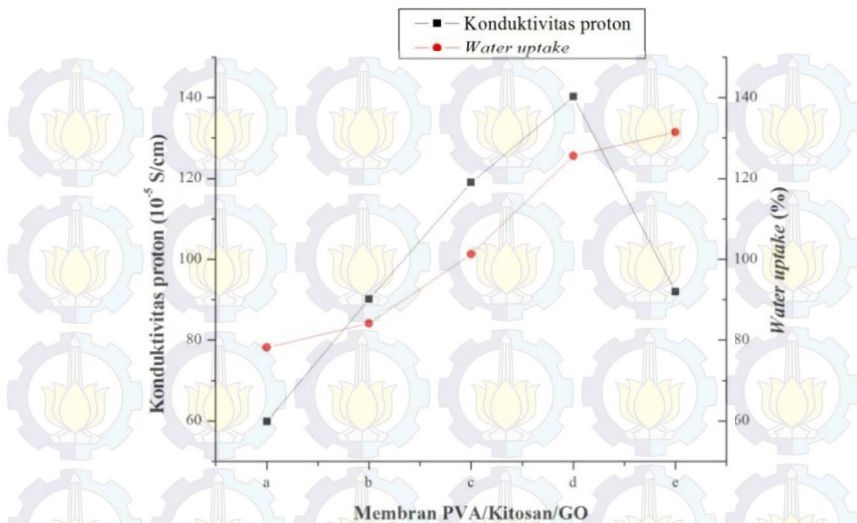 Konduktivitas proton
Water uptake
Konduktivitas proton (10⁻⁵ S/cm)
140
120
100
80
60
140
120
100
80
60
Water uptake (%)
a b c d e
Membran PVA/Kitosan/GO